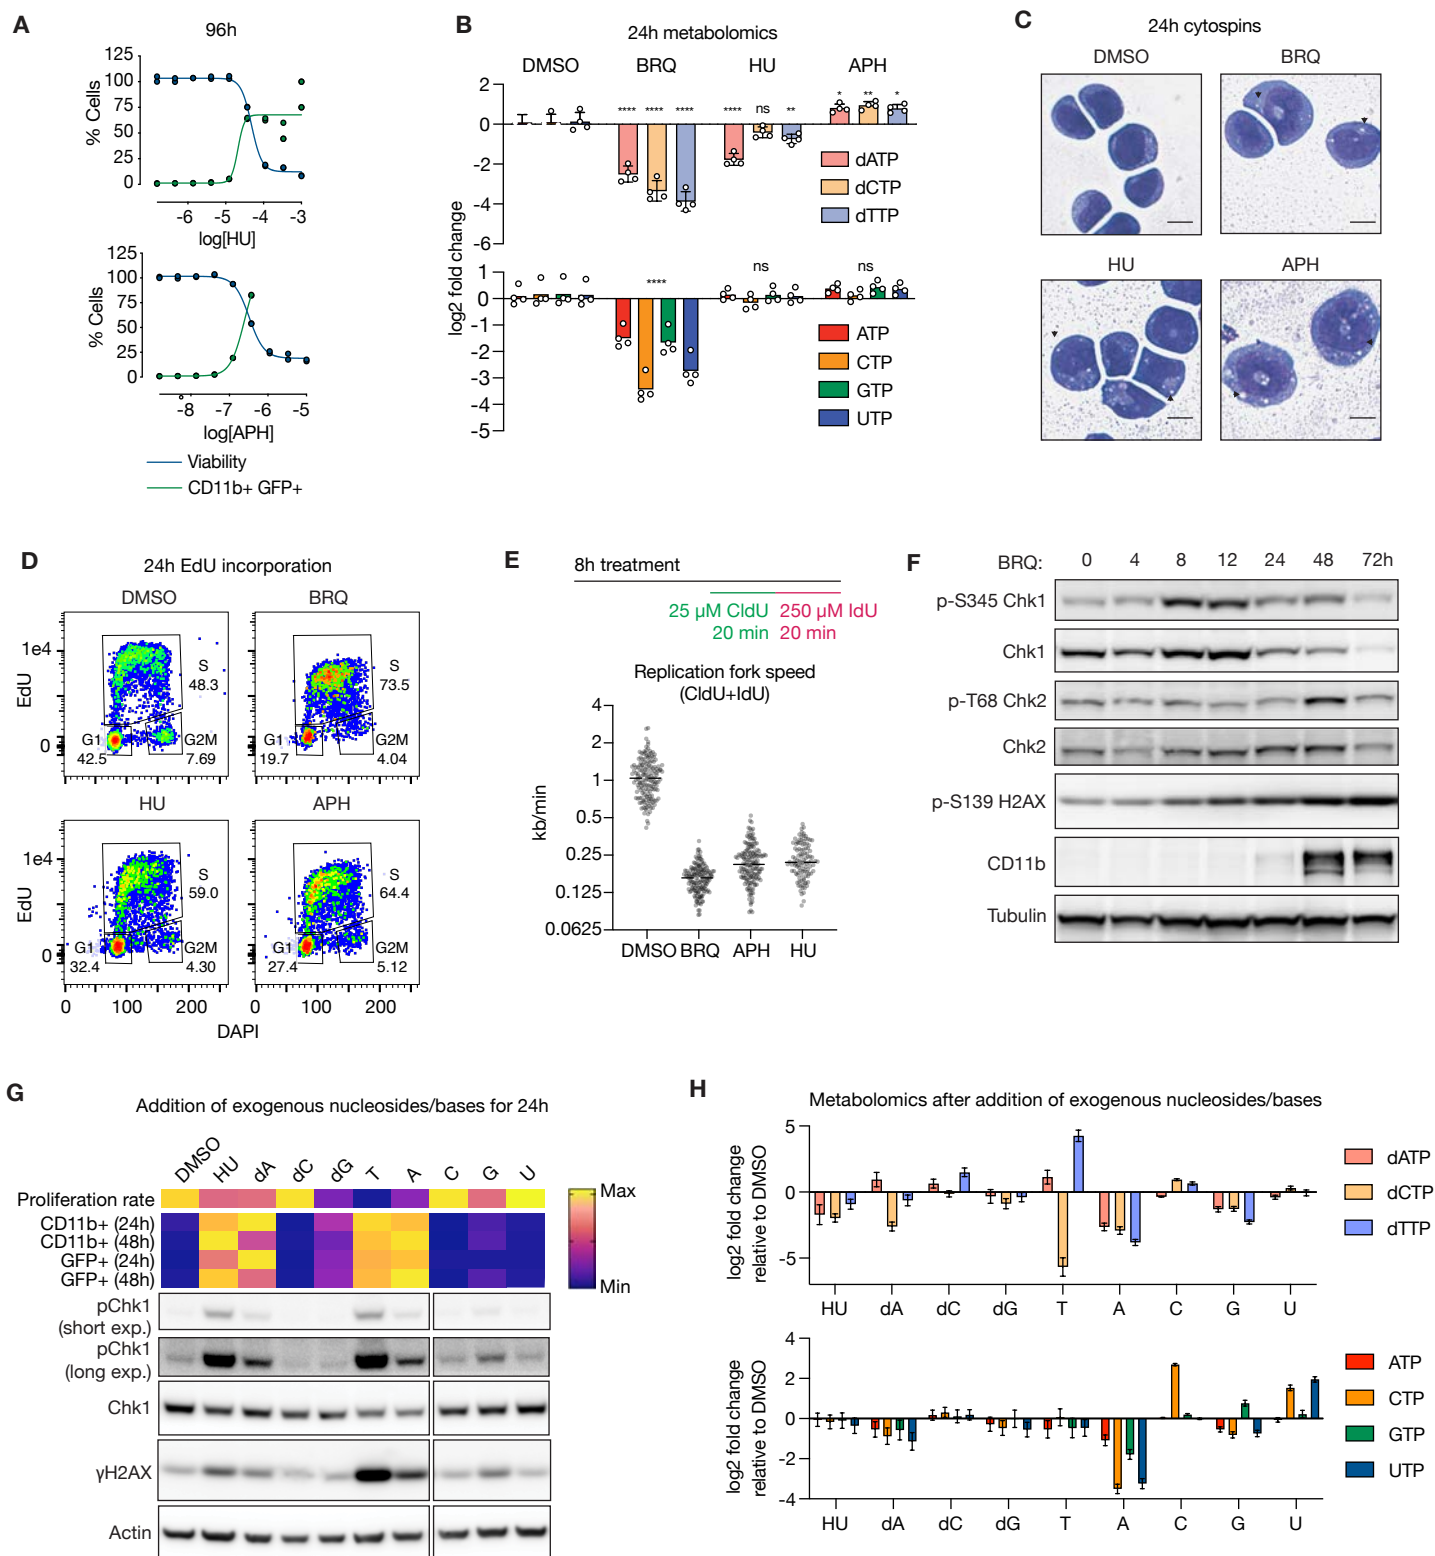 A
96h
125
100
75
50
25
0
% Cells
-6 -5 -4 -3
log[HU]
125
100
75
50
25
0
% Cells
-8 -7 -6 -5
log[APH]
Viability
CD11b+ GFP+
B
24h metabolomics
DMSO BRQ HU APH
2
0
-2
-4
-6
**** **** **** **** ns ** * ** *
dATP
dCTP
dTTP
log2 fold change
1
0
-1
-2
-3
-4
-5
**** ns ns
ATP
CTP
GTP
UTP
C
24h cytospins
DMSO BRQ
HU APH
D
24h EdU incorporation
DMSO BRQ
1e4
0
EdU
S
48.3
G1
42.5
G2M
7.69
S
73.5
G1
19.7
G2M
4.04
HU APH
1e4
0
EdU
S
59.0
G1
32.4
G2M
4.30
S
64.4
G1
27.4
G2M
5.12
0 100 200 0 100 200
DAPI
E
8h treatment
25 µM CldU 250 µM IdU
20 min 20 min
Replication fork speed
(CldU+IdU)
4
2
1
0.5
0.25
0.125
0.0625
kb/min
DMSO BRQ APH HU
F
BRQ: 0 4 8 12 24 48 72h
p-S345 Chk1
Chk1
p-T68 Chk2
Chk2
p-S139 H2AX
CD11b
Tubulin
G
Addition of exogenous nucleosides/bases for 24h
DMSO HU dA dC dG T A C G U
Proliferation rate
CD11b+ (24h)
CD11b+ (48h)
GFP+ (24h)
GFP+ (48h)
Max
Min
pChk1
(short exp.)
pChk1
(long exp.)
Chk1
γH2AX
Actin
H
Metabolomics after addition of exogenous nucleosides/bases
5
0
-5
log2 fold change
relative to DMSO
HU dA dC dG T A C G U
dATP
dCTP
dTTP
4
2
0
-2
-4
log2 fold change
relative to DMSO
HU dA dC dG T A C G U
ATP
CTP
GTP
UTP